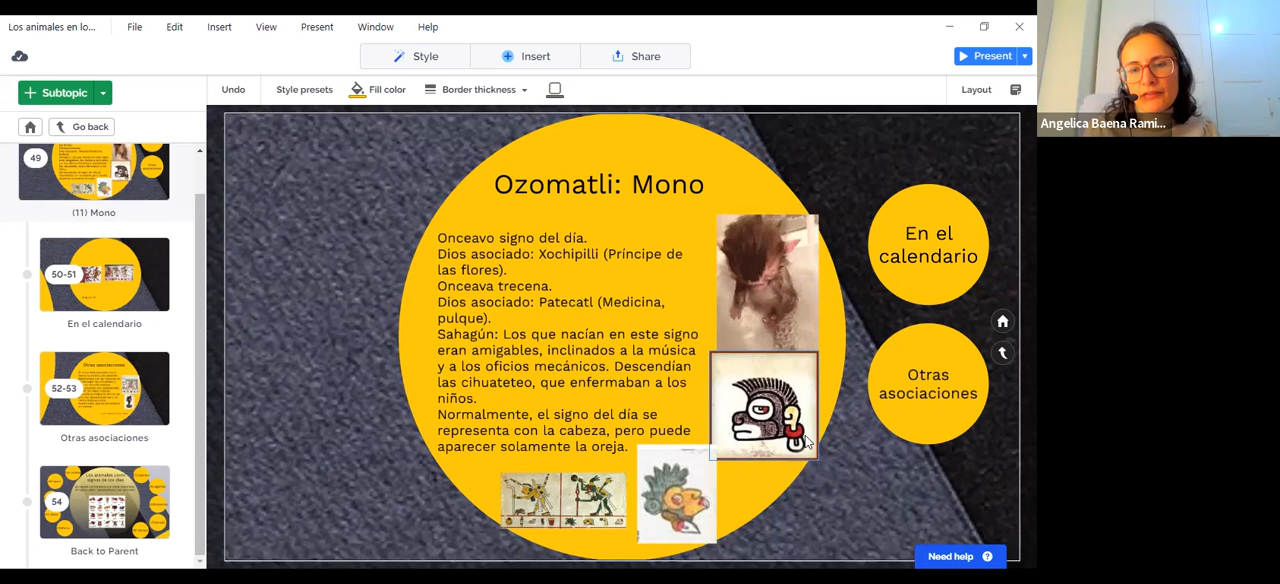 Los animales en lo...
File
Edit
Insert
View
Present
Window
Help
Style
Insert
Share
Present
Subtopic
Undo
Style presets
Fill color
Border thickness
Layout
Go back
49
(11) Mono
50-51
En el calendario
52-53
Otras asociaciones
54
Back to Parent
Ozomatli: Mono
Onceavo signo del día.
Dios asociado: Xochipilli (Príncipe de
las flores).
Onceava trecena.
Dios asociado: Patecatl (Medicina,
pulque).
Sahagún: Los que nacían en este signo
eran amigables, inclinados a la música
y a los oficios mecánicos. Descendían
las cihuateteo, que enfermaban a los
niños.
Normalmente, el signo del día se
representa con la cabeza, pero puede
aparecer solamente la oreja.
En el
calendario
Otras
asociaciones
Need help ?
Angelica Baena Rami...